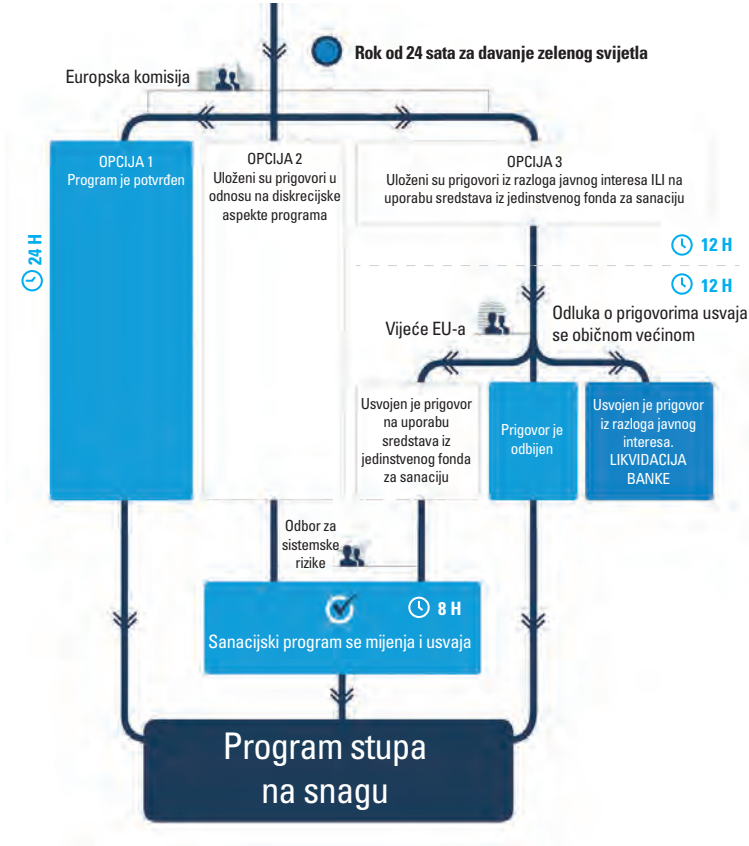 Rok od 24 sata za davanje zelenog svijetla
Europska komisija
OPCIJA 1
Program je potvrđen
24 H
OPCIJA 2
Uloženi su prigovori u
odnosu na diskrecijske
aspekte programa
OPCIJA 3
Uloženi su prigovori iz razloga javnog interesa ILI na
uporabu sredstava iz jedinstvenog fonda za sanaciju
12 H
12 H
Vijeće EU-a
Odluka o prigovorima usvaja
se običnom većinom
Usvojen je prigovor
na uporabu
sredstava iz
jedinstvenog fonda
za sanaciju
Prigovor je
odbijen
Usvojen je prigovor
iz razloga javnog
interesa.
LIKVIDACIJA
BANKE
Odbor za
sistemske
rizike
8 H
Sanacijski program se mijenja i usvaja
Program stupa
na snagu